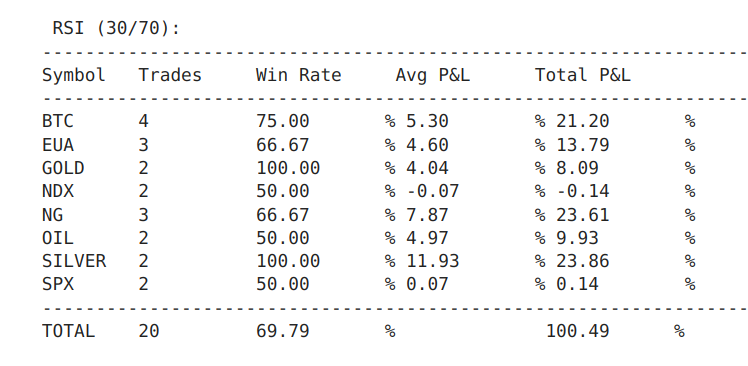 RSI (30/70):
--------------------------------------------------------------------
Symbol   Trades     Win Rate     Avg P&L      Total P&L
--------------------------------------------------------------------
BTC      4          75.00       % 5.30        % 21.20       %
EUA      3          66.67       % 4.60        % 13.79       %
GOLD     2          100.00      % 4.04        % 8.09        %
NDX      2          50.00       % -0.07       % -0.14       %
NG       3          66.67       % 7.87        % 23.61       %
OIL      2          50.00       % 4.97        % 9.93        %
SILVER   2          100.00      % 11.93       % 23.86       %
SPX      2          50.00       % 0.07        % 0.14        %
--------------------------------------------------------------------
TOTAL    20         69.79       %              100.49      %